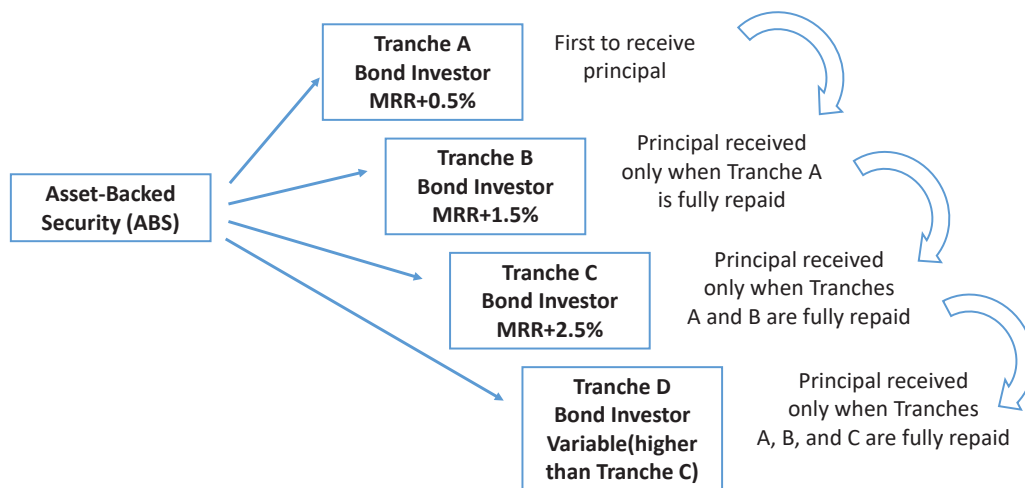 Tranche A
Bond Investor
MRR+0.5%
First to receive
principal
Tranche B
Bond Investor
MRR+1.5%
Principal received
only when Tranche A
is fully repaid
Asset-Backed
Security (ABS)
Tranche C
Bond Investor
MRR+2.5%
Principal received
only when Tranches
A and B are fully repaid
Tranche D
Bond Investor
Variable(higher
than Tranche C)
Principal received
only when Tranches
A, B, and C are fully repaid